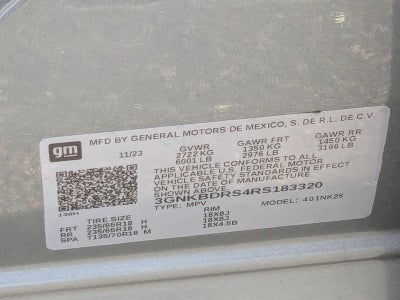 gm MFD BY GENERAL MOTORS DE MEXICO, S. DE R.L. DE C.V.
11/23 GVWR GAWR FRT GAWR RR
2722 KG 1350 KG 1450 KG
6001 LB 2976 LB 3196 LB
THIS VEHICLE CONFORMS TO ALL
APPLICABLE U.S. FEDERAL MOTOR
VEHICLE SAFETY STANDARDS IN EFFECT
ON THE DATE OF MANUFACTURE
3GNKBDRS4RS183320
TYPE: MPV MODEL: 401NK26
139H
TIRE SIZE RIM
FRT 235/65R18 H 18X8J
RR 235/65R18 H 18X8J
SPA T135/70R18 M 18X4.5B